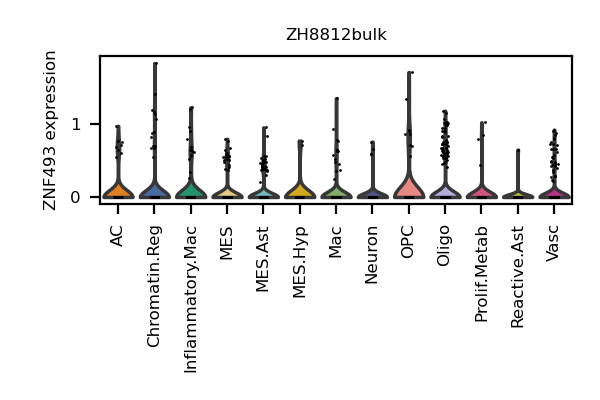 ZH8812bulk
ZNF493 expression
1
0
AC
Chromatin.Reg
Inflammatory.Mac
MES
MES.Ast
MES.Hyp
Mac
Neuron
OPC
Oligo
Prolif.Metab
Reactive.Ast
Vasc